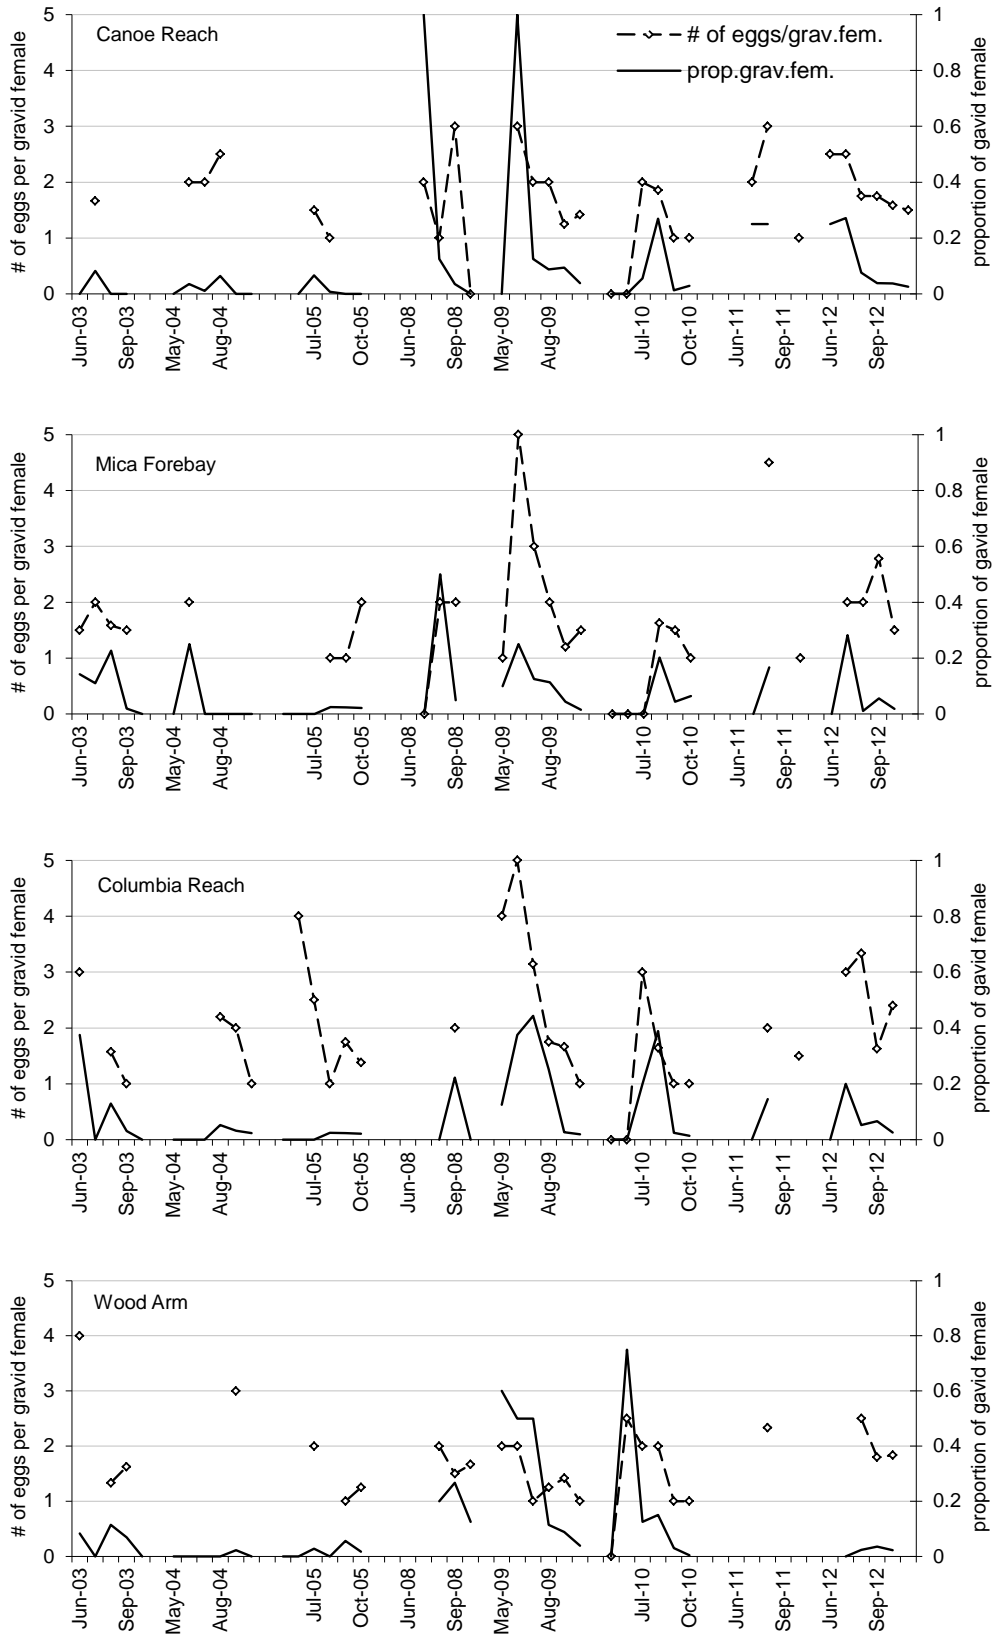 Canoe Reach
# of eggs/grav.fem.
prop.grav.fem.
# of eggs per gravid female
proportion of gavid female
5
4
3
2
1
0
1
0.8
0.6
0.4
0.2
0
Jun-03
Sep-03
May-04
Aug-04
Jul-05
Oct-05
Jun-08
Sep-08
May-09
Aug-09
Jul-10
Oct-10
Jun-11
Sep-11
Jun-12
Sep-12
Mica Forebay
# of eggs per gravid female
proportion of gavid female
5
4
3
2
1
0
1
0.8
0.6
0.4
0.2
0
Jun-03
Sep-03
May-04
Aug-04
Jul-05
Oct-05
Jun-08
Sep-08
May-09
Aug-09
Jul-10
Oct-10
Jun-11
Sep-11
Jun-12
Sep-12
Columbia Reach
# of eggs per gravid female
proportion of gavid female
5
4
3
2
1
0
1
0.8
0.6
0.4
0.2
0
Jun-03
Sep-03
May-04
Aug-04
Jul-05
Oct-05
Jun-08
Sep-08
May-09
Aug-09
Jul-10
Oct-10
Jun-11
Sep-11
Jun-12
Sep-12
Wood Arm
# of eggs per gravid female
proportion of gavid female
5
4
3
2
1
0
1
0.8
0.6
0.4
0.2
0
Jun-03
Sep-03
May-04
Aug-04
Jul-05
Oct-05
Jun-08
Sep-08
May-09
Aug-09
Jul-10
Oct-10
Jun-11
Sep-11
Jun-12
Sep-12